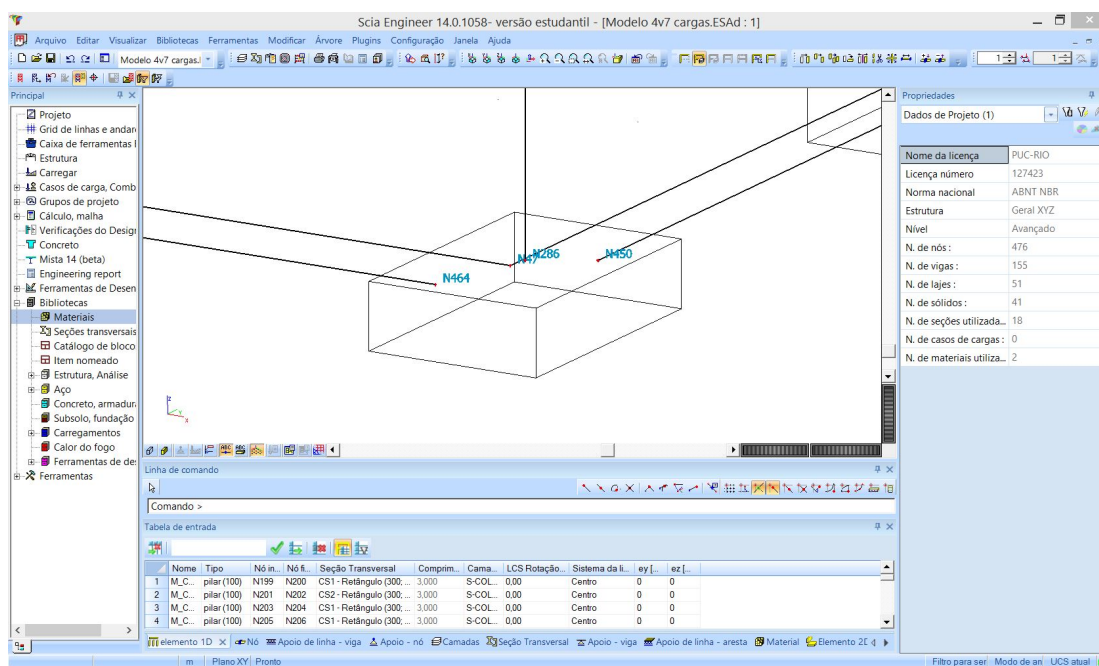 Scia Engineer 14.0.1058- versão estudantil - [Modelo 4v7 cargas.ESAd : 1]
Arquivo Editar Visualizar Bibliotecas Ferramentas Modificar Árvore Plugins Configuração Janela Ajuda
Modelo 4v7 cargas.
1
1
Principal
Projeto
Grid de linhas e andar
Caixa de ferramentas
Estrutura
Carregar
Casos de carga, Comb
Grupos de projeto
Cálculo, malha
Verificações do Design
Concreto
Mista 14 (beta)
Engineering report
Ferramentas de Desen
Bibliotecas
Materiais
Seções transversais
Catálogo de bloco
Item nomeado
Estrutura, Análise
Aço
Concreto, armadur
Subsolo, fundação
Carregamentos
Calor do fogo
Ferramentas de de
Ferramentas
N47
N286
N450
N464
z
y
x
Linha de comando
Comando >
Tabela de entrada
Nome Tipo Nó in... Nó fi... Seção Transversal Comprim... Cama... LCS Rotação... Sistema da li... ey [... ez [...
1 M_C... pilar (100) N199 N200 CS1 - Retângulo (300; ... 3,000 S-COL... 0,00 Centro 0 0
2 M_C... pilar (100) N201 N202 CS2 - Retângulo (300; ... 3,000 S-COL... 0,00 Centro 0 0
3 M_C... pilar (100) N203 N204 CS1 - Retângulo (300; ... 3,000 S-COL... 0,00 Centro 0 0
4 M_C... pilar (100) N205 N206 CS1 - Retângulo (300; ... 3,000 S-COL... 0,00 Centro 0 0
elemento 1D Nó Apoio de linha - viga Apoio - nó Camadas Seção Transversal Apoio - viga Apoio de linha - aresta Material Elemento 2D
m Plano XY Pronto Filtro para ser Modo de an UCS atual
Propriedades
Dados de Projeto (1)
Nome da licença PUC-RIO
Licença número 127423
Norma nacional ABNT NBR
Estrutura Geral XYZ
Nível Avançado
N. de nós : 476
N. de vigas : 155
N. de lajes : 51
N. de sólidos : 41
N. de seções utilizada... 18
N. de casos de cargas : 0
N. de materiais utiliza... 2